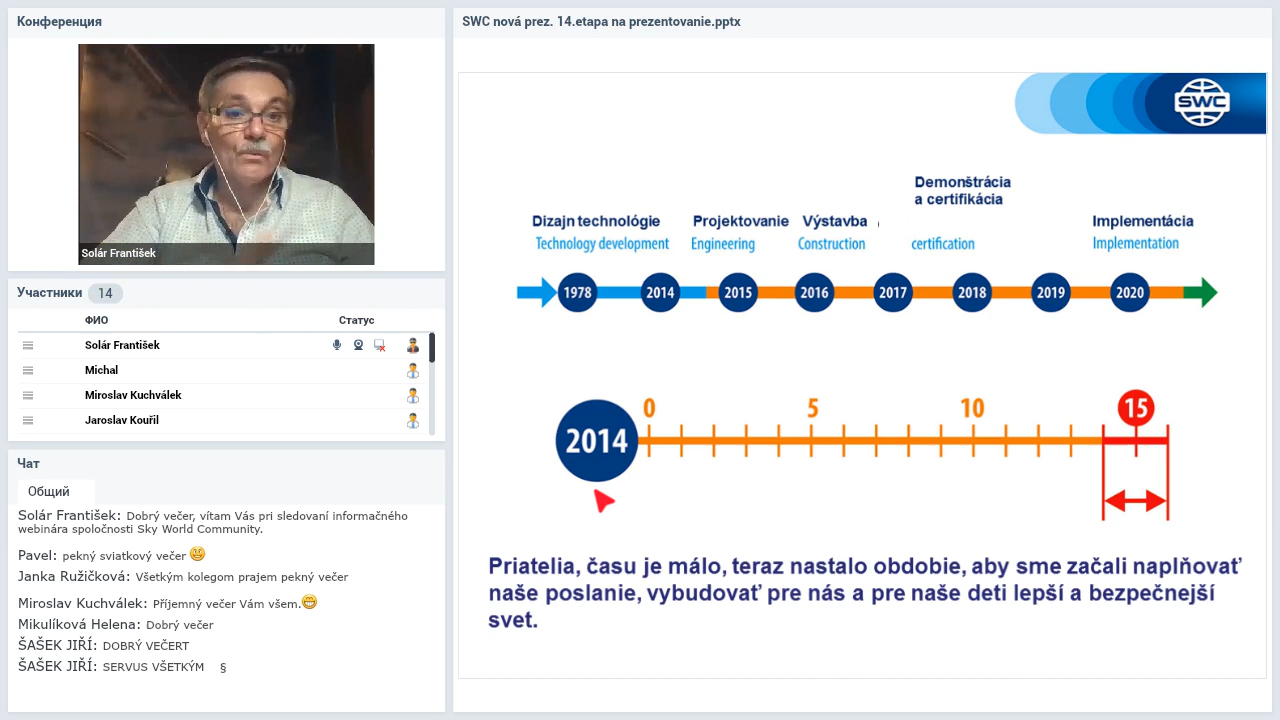 Конференция
Solár František
Участники 14
ФИО Статус
Solár František
Michal
Miroslav Kuchválek
Jaroslav Kouřil
Чат
Общий
Solár František: Dobrý večer, vítam Vás pri sledovaní informačného
webinára spoločnosti Sky World Community.
Pavel: pekný sviatkový večer
Janka Ružičková: Všetkým kolegom prajem pekný večer
Miroslav Kuchválek: Příjemný večer Vám všem.
Mikulíková Helena: Dobrý večer
ŠAŠEK JIŘÍ: DOBRÝ VEČERT
ŠAŠEK JIŘÍ: SERVUS VŠETKÝM §
SWC nová prez. 14.etapa na prezentovanie.pptx
SWC
Demonštrácia
a certifikácia
Dizajn technológie Projektovanie Výstavba Implementácia
Technology development Engineering Construction certification Implementation
1978 2014 2015 2016 2017 2018 2019 2020
0 5 10 15
2014
Priatelia, času je málo, teraz nastalo obdobie, aby sme začali naplňovať
naše poslanie, vybudovať pre nás a pre naše deti lepší a bezpečnejší
svet.